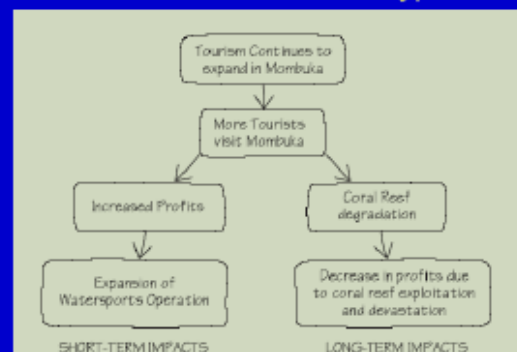 Tourism Continues to
expand in Mombuka
More Tourists
visit Mombuka
Increased Profits
Coral Reef
degradation
Expansion of
Watersports Operation
Decrease in profits due
to coral reef exploitation
and devastation
SHORT-TERM IMPACTS
LONG-TERM IMPACTS